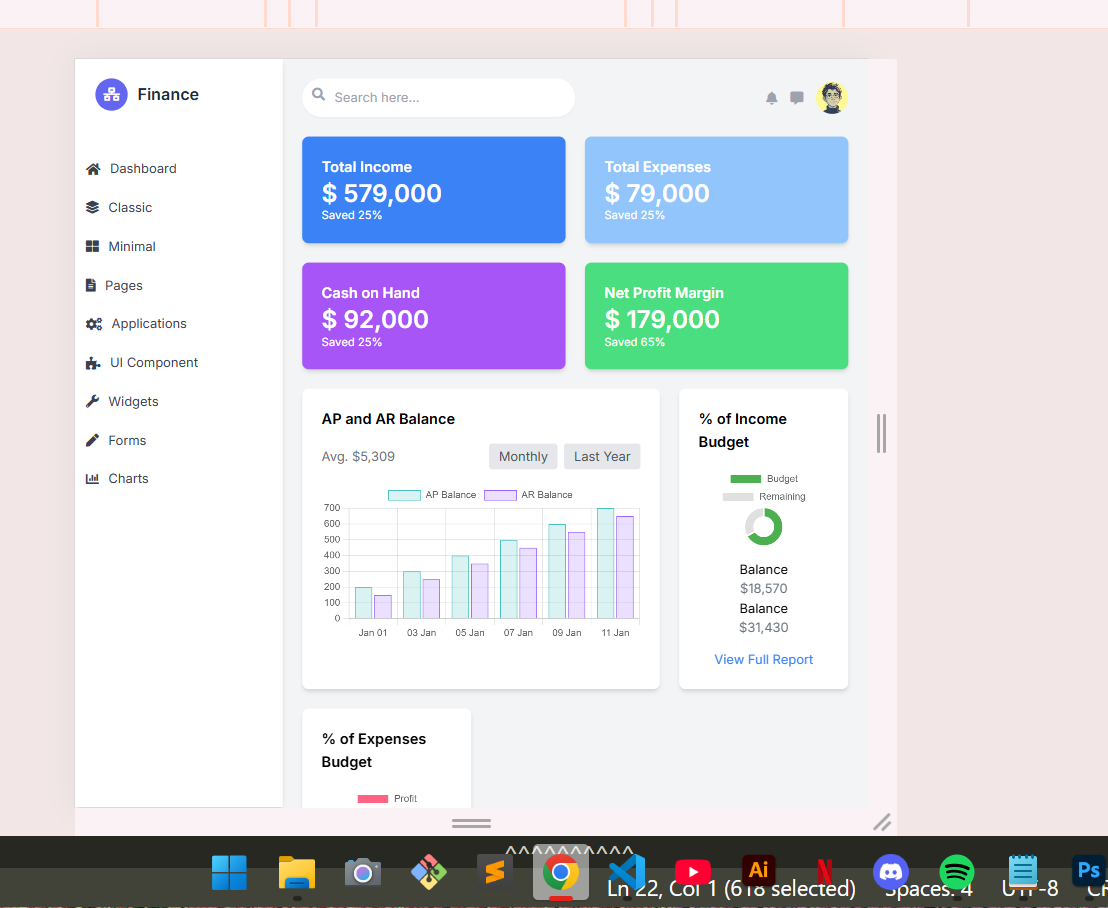 Finance
Search here...
Dashboard
Classic
Minimal
Pages
Applications
UI Component
Widgets
Forms
Charts
Total Income
$ 579,000
Saved 25%
Total Expenses
$ 79,000
Saved 25%
Cash on Hand
$ 92,000
Saved 25%
Net Profit Margin
$ 179,000
Saved 65%
AP and AR Balance
Avg. $5,309
Monthly
Last Year
AP Balance
AR Balance
700
600
500
400
300
200
100
0
Jan 01
03 Jan
05 Jan
07 Jan
09 Jan
11 Jan
% of Income
Budget
Budget
Remaining
Balance
$18,570
Balance
$31,430
View Full Report
% of Expenses
Budget
Profit
^^^^^^^^^^
Ai
Ps
Ln 22, Col 1 (618 selected)
Spaces: 4
UTF-8